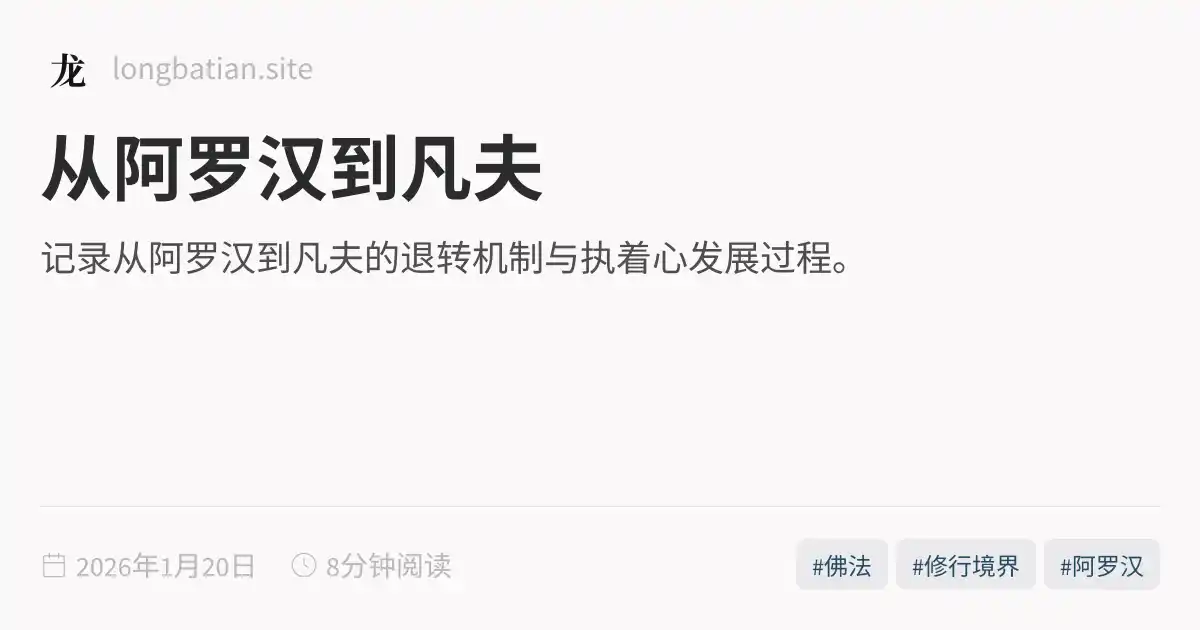 龙 longbatian.site
从阿罗汉到凡夫
记录从阿罗汉到凡夫的退转机制与执着心发展过程。
2026年1月20日 8分钟阅读 #佛法 #修行境界 #阿罗汉